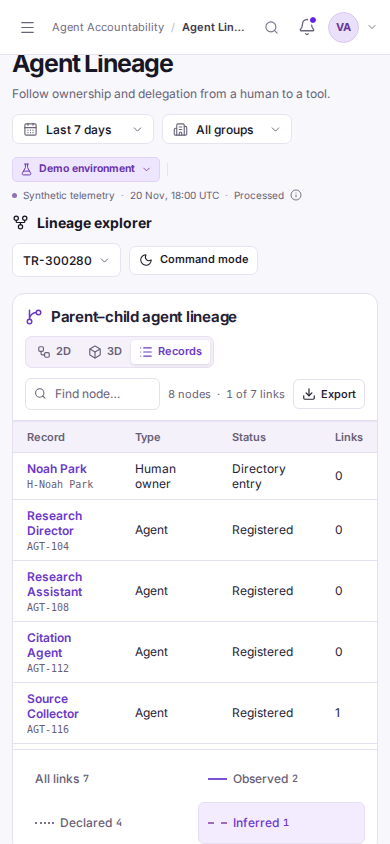 Agent Accountability / Agent Lin... VA
Agent Lineage
Follow ownership and delegation from a human to a tool.
Last 7 days All groups
Demo environment
Synthetic telemetry · 20 Nov, 18:00 UTC · Processed
Lineage explorer
TR-300280 Command mode
Parent–child agent lineage
2D 3D Records
Find node... 8 nodes · 1 of 7 links Export
Record Type Status Links
Noah Park
H-Noah Park
Human
owner
Directory
entry
0
Research
Director
AGT-104
Agent Registered 0
Research
Assistant
AGT-108
Agent Registered 0
Citation
Agent
AGT-112
Agent Registered 0
Source
Collector
AGT-116
Agent Registered 1
All links 7 Observed 2
Declared 4 Inferred 1